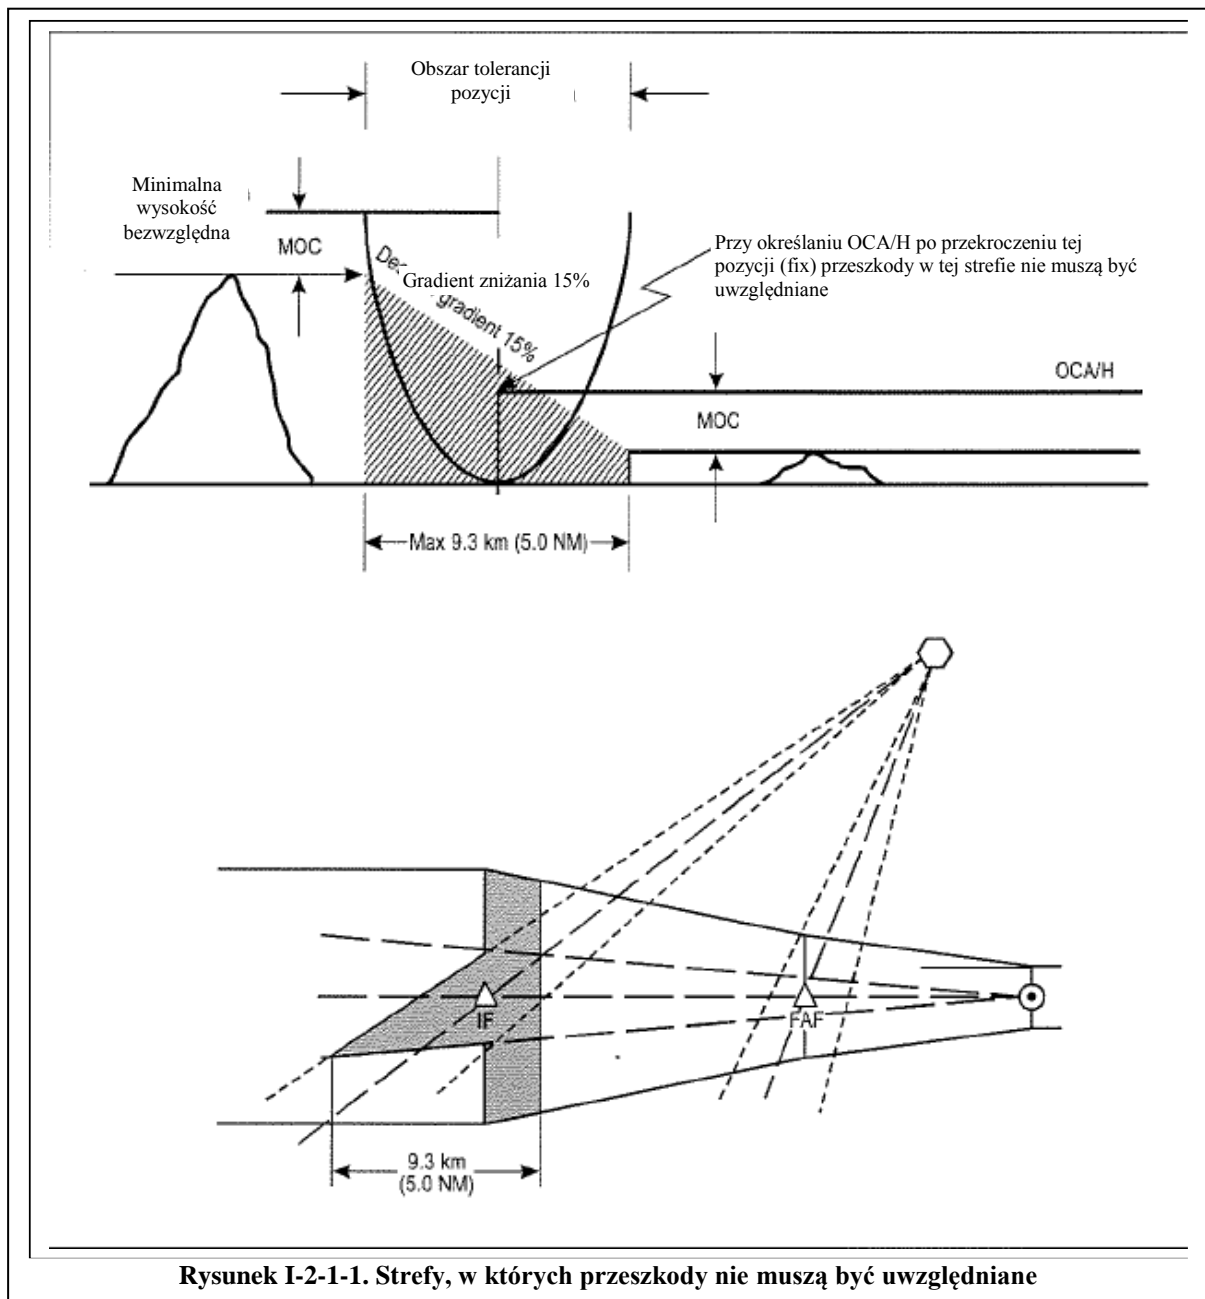 Obszar tolerancji
pozycji
Minimalna
wysokość
bezwzględna
MOC
Gradient zniżania 15%
gradient 15%
Przy określaniu OCA/H po przekroczeniu tej
pozycji (fix) przeszkody w tej strefie nie muszą być
uwzględniane
OCA/H
MOC
Max 9.3 km (5.0 NM)
IF
FAF
9.3 km
(5.0 NM)
Rysunek I-2-1-1. Strefy, w których przeszkody nie muszą być uwzględniane